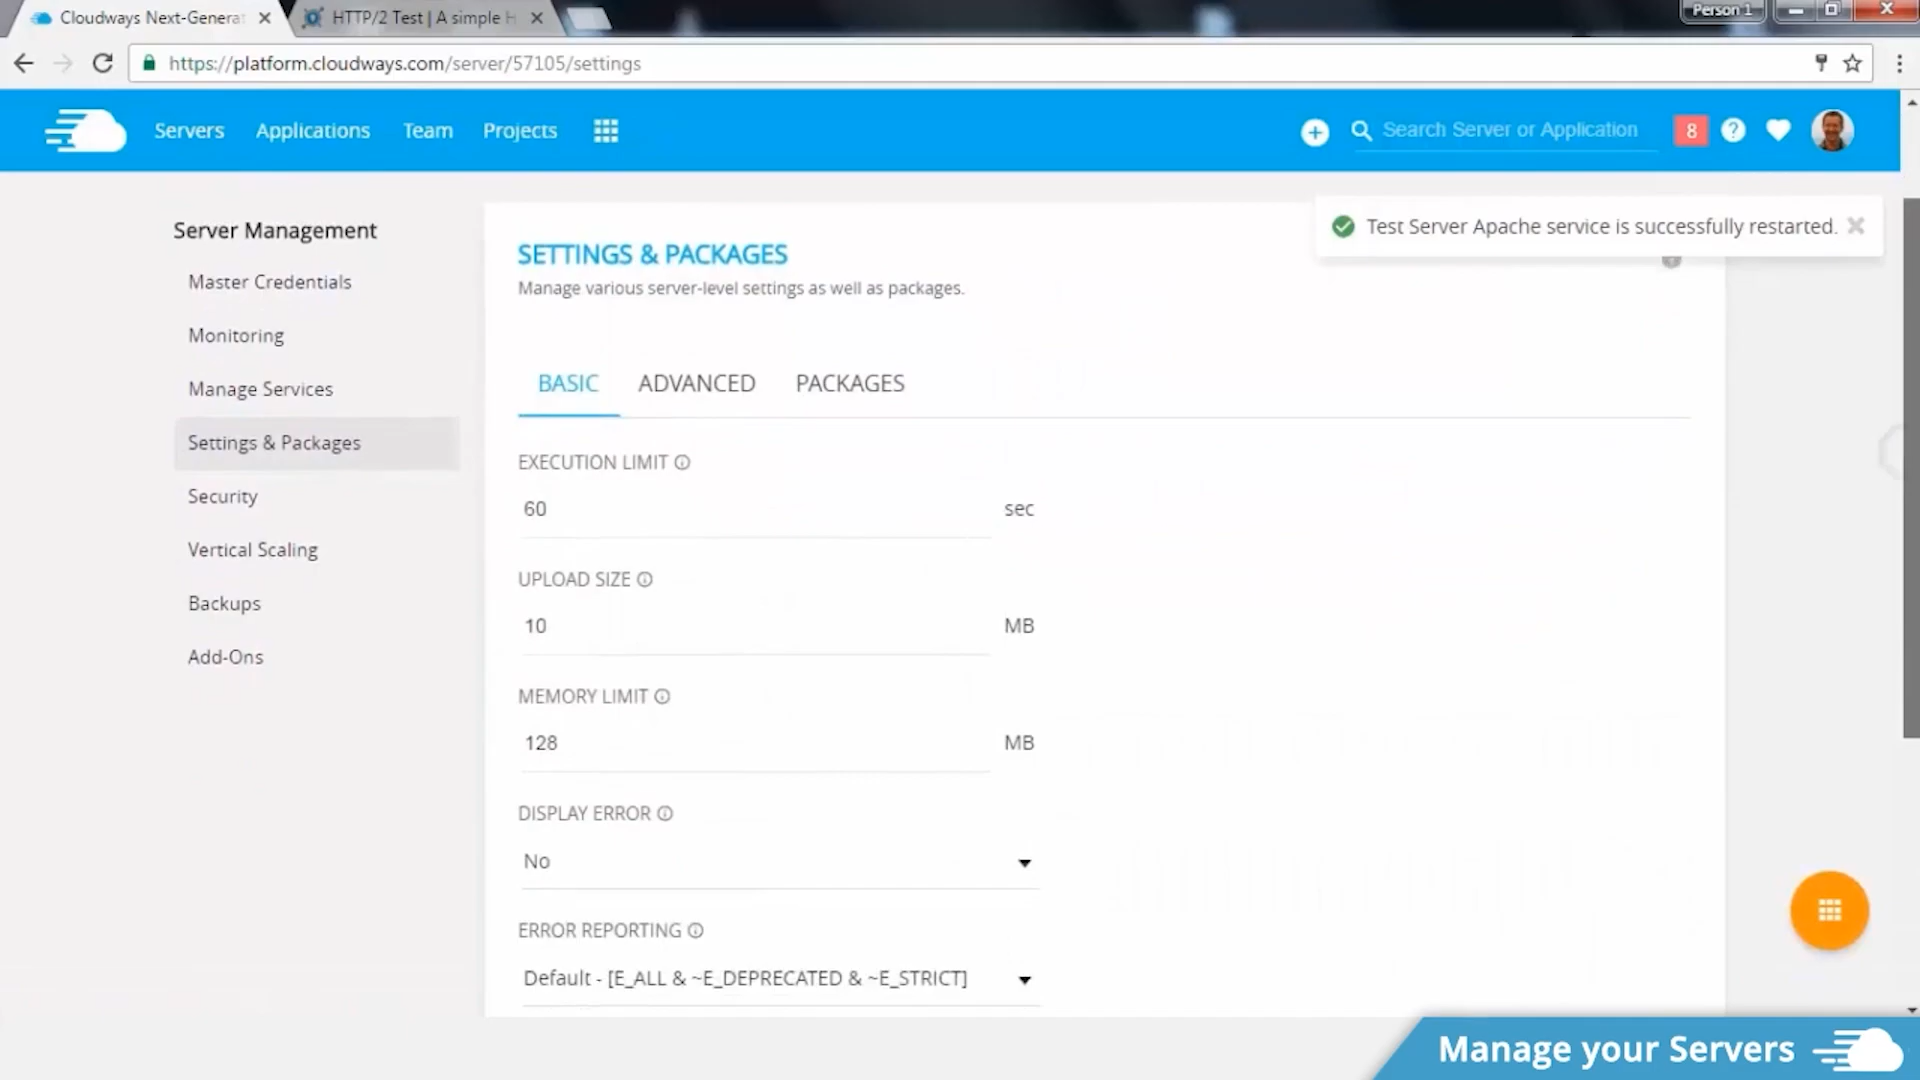 Cloudways Next-Generat
HTTP/2 Test | A simple H
Person 1
https://platform.cloudways.com/server/57105/settings
Servers
Applications
Team
Projects
Search Server or Application
8
Test Server Apache service is successfully restarted.
Server Management
Master Credentials
Monitoring
Manage Services
Settings & Packages
Security
Vertical Scaling
Backups
Add-Ons
SETTINGS & PACKAGES
Manage various server-level settings as well as packages.
BASIC
ADVANCED
PACKAGES
EXECUTION LIMIT
60 sec
UPLOAD SIZE
10 MB
MEMORY LIMIT
128 MB
DISPLAY ERROR
No
ERROR REPORTING
Default - [E_ALL & ~E_DEPRECATED & ~E_STRICT]
Manage your Servers